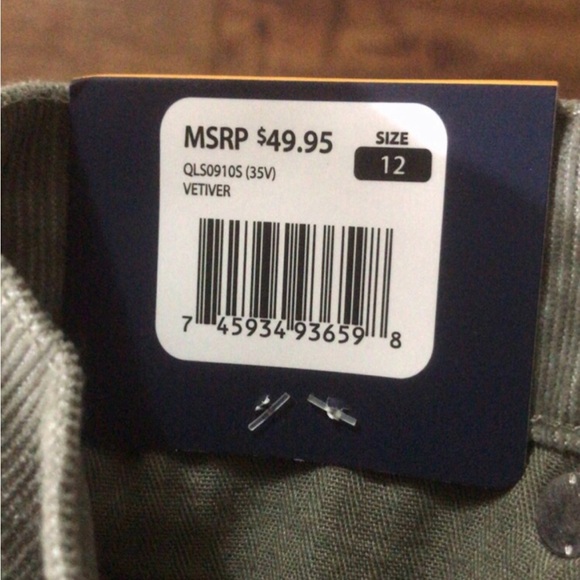 MSRP $49.95
SIZE
12
QLS0910S (35V)
VETIVER
7 45934 93659 8